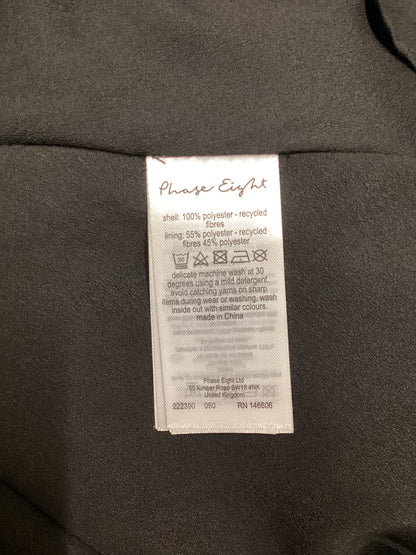 Phase Eight
shell: 100% polyester - recycled
fibres
lining: 55% polyester - recycled
fibres 45% polyester
30
delicate machine wash at 30
degrees using a mild detergent.
avoid catching yarns on sharp
items during wear or washing. wash
inside out with similar colours.
made in China
Phase Eight Ltd
55 Kimber Road SW18 4NX
United Kingdom
222390 050 RN 146606